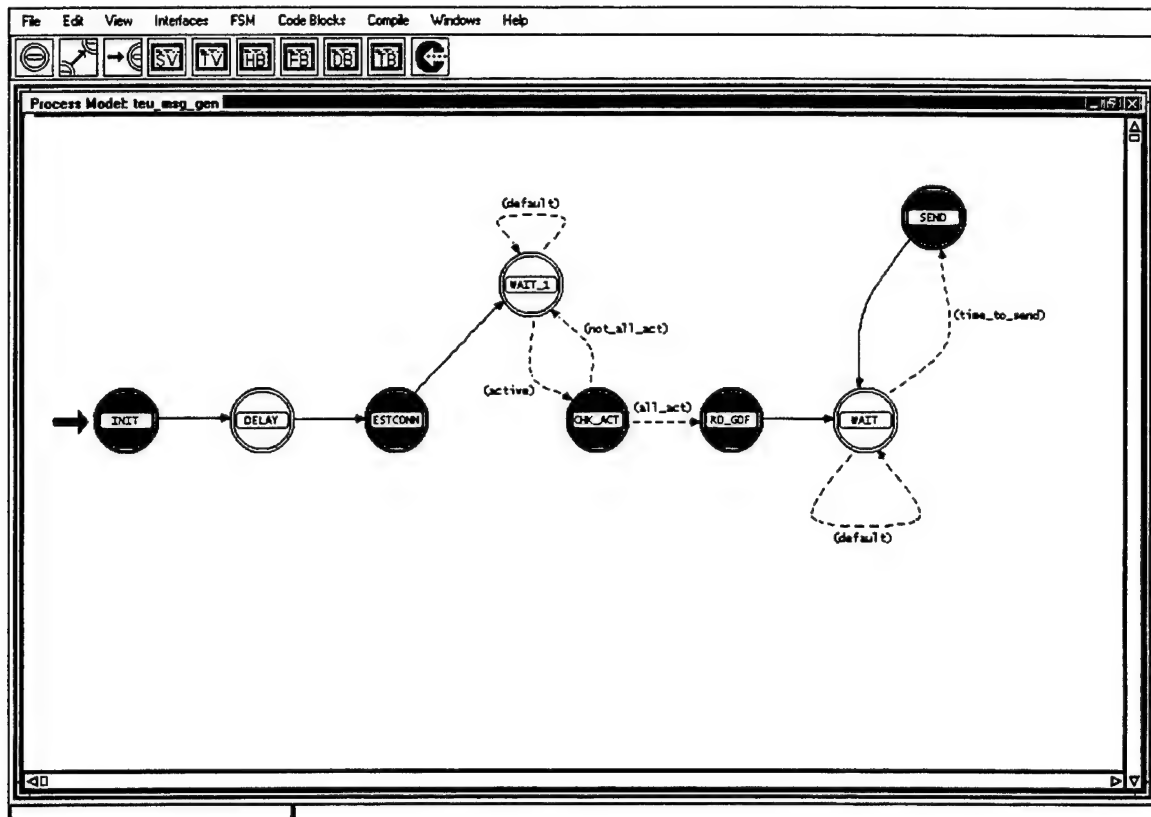 File Edit View Interfaces FSM Code Blocks Compile Windows Help
SV TV HB FB DB TB
Process Model: teu_msg_gen
SEND
(default)
WAIT_1
(time_to_send)
(not_all_act)
(active)
(all_act)
INIT DELAY ESTCONN CHK_ACT RD_GDF WAIT
(default)